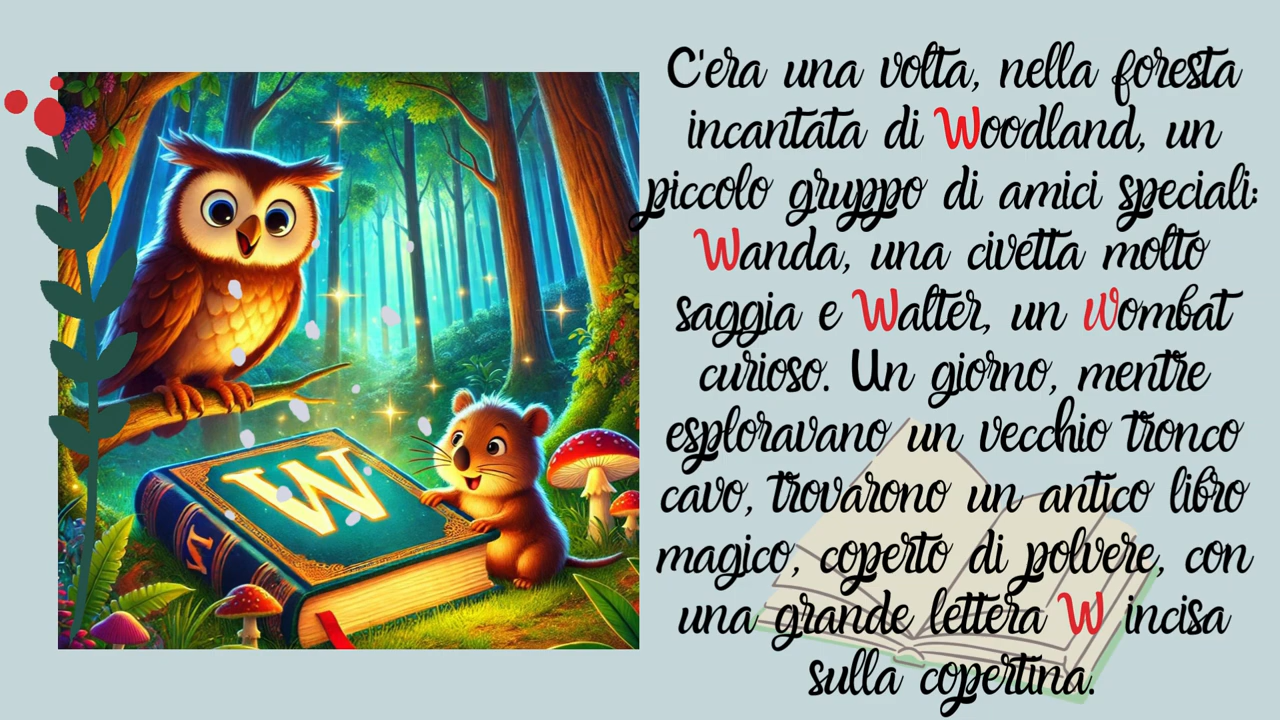 C'era una volta, nella foresta
incantata di Woodland, un
piccolo gruppo di amici speciali:
Wanda, una civetta molto
saggia e Walter, un Wombat
curioso. Un giorno, mentre
esploravano un vecchio tronco
cavo, trovarono un antico libro
magico, coperto di polvere, con
una grande lettera W incisa
sulla copertina.
W